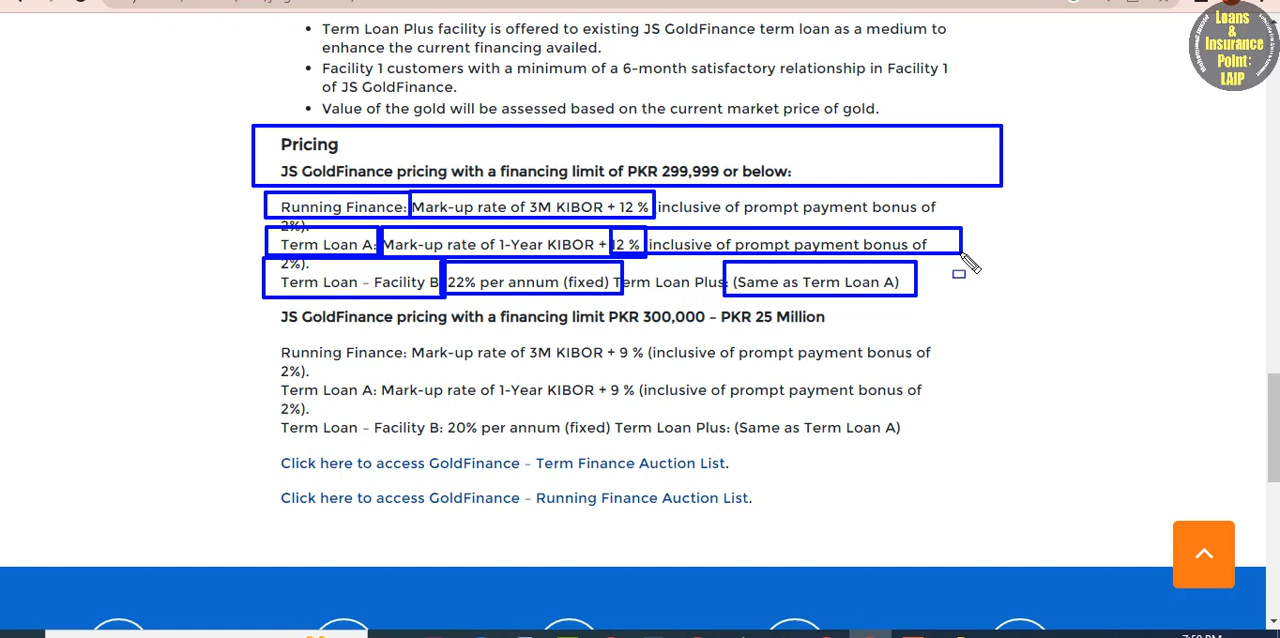 Loans
&
Insurance
Point:
LAIP
Term Loan Plus facility is offered to existing JS GoldFinance term loan as a medium to
enhance the current financing availed.
Facility 1 customers with a minimum of a 6-month satisfactory relationship in Facility 1
of JS GoldFinance.
Value of the gold will be assessed based on the current market price of gold.
Pricing
JS GoldFinance pricing with a financing limit of PKR 299,999 or below:
Running Finance: Mark-up rate of 3M KIBOR + 12 % (inclusive of prompt payment bonus of
2%).
Term Loan A: Mark-up rate of 1-Year KIBOR + 12 % inclusive of prompt payment bonus of
2%).
Term Loan – Facility B 22% per annum (fixed) Term Loan Plus: (Same as Term Loan A)
JS GoldFinance pricing with a financing limit PKR 300,000 – PKR 25 Million
Running Finance: Mark-up rate of 3M KIBOR + 9 % (inclusive of prompt payment bonus of
2%).
Term Loan A: Mark-up rate of 1-Year KIBOR + 9 % (inclusive of prompt payment bonus of
2%).
Term Loan – Facility B: 20% per annum (fixed) Term Loan Plus: (Same as Term Loan A)
Click here to access GoldFinance – Term Finance Auction List.
Click here to access GoldFinance – Running Finance Auction List.